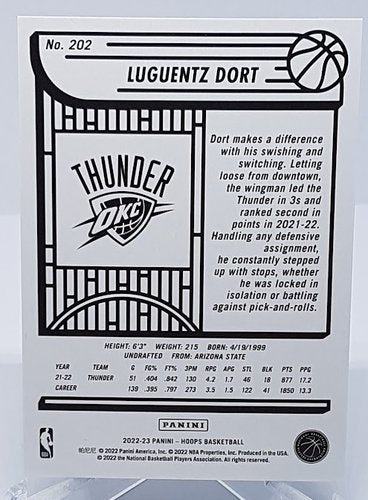 No. 202
LUGUENTZ DORT
THUNDER
OKC
Dort makes a difference
with his swishing and
switching. Letting
loose from downtown,
the wingman led the
Thunder in 3s and
ranked second in
points in 2021-22.
Handling any defensive
assignment,
he constantly stepped
up with stops, whether
he was locked in
isolation or battling
against pick-and-rolls.
HEIGHT: 6'3" WEIGHT: 215 BORN: 4/19/1999
UNDRAFTED FROM: ARIZONA STATE
YEAR TEAM G FG% FT% 3PM RPG APG STL BLK PTS PPG
21-22 THUNDER 51 .404 .842 130 4.2 1.7 46 18 877 17.2
CAREER 139 .395 .797 273 3.5 1.5 122 41 1850 13.3
PANINI
2022-23 PANINI - HOOPS BASKETBALL
帕尼尼 © 2022 Panini America, Inc. © 2022 NBA Properties, Inc. Produced in the USA.
© 2022 the National Basketball Players Association. All rights reserved.